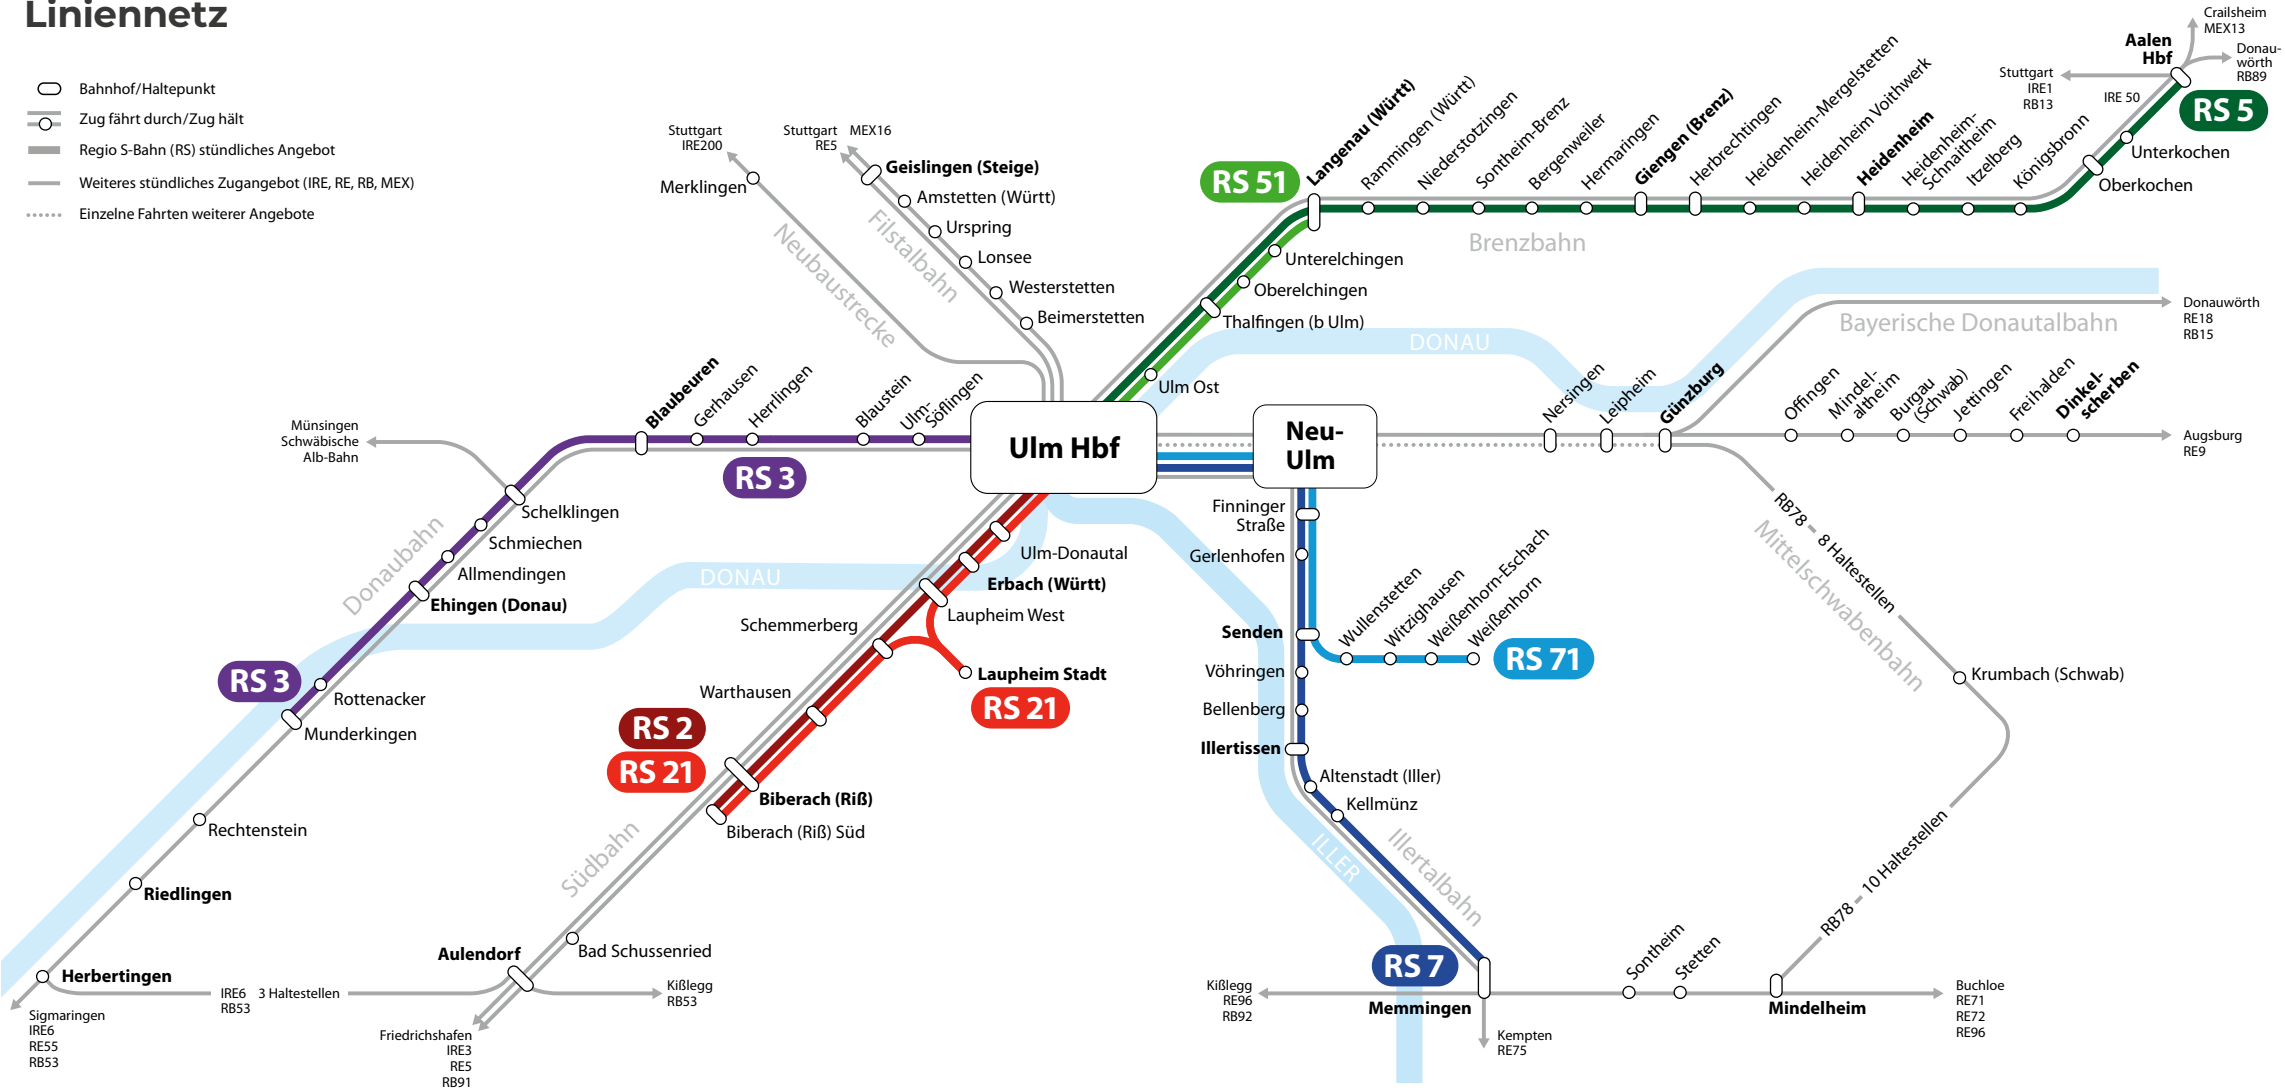 Liniennetz
Bahnhof/Haltepunkt
Zug fährt durch/Zug hält
Regio S-Bahn (RS) stündliches Angebot
Weiteres stündliches Zugangebot (IRE, RE, RB, MEX)
Einzelne Fahrten weiterer Angebote
Stuttgart
IRE200
Merklingen
Neubaustrecke
Stuttgart
RE5
MEX16
Geislingen (Steige)
Amstetten (Württ)
Urspring
Lonsee
Westerstetten
Beimerstetten
Filstalbahn
RS 51
Langenau (Württ)
Rammingen (Württ)
Niederstotzingen
Sontheim-Brenz
Bergenweiler
Hermaringen
Giengen (Brenz)
Herbrechtingen
Heidenheim-Mergelstetten
Heidenheim Voithwerk
Heidenheim
Heidenheim-
Schnaitheim
Itzelberg
Königsbronn
Brenzbahn
Oberkochen
Unterkochen
RS 5
Aalen
Hbf
Crailsheim
MEX13
Donau-
wörth
RB89
Stuttgart
IRE1
RB13
IRE 50
Unterelchingen
Oberelchingen
Thalfingen (b Ulm)
Ulm Ost
DONAU
Ulm Hbf
Neu-
Ulm
Nersingen
Leipheim
Günzburg
Bayerische Donautalbahn
Donauwörth
RE18
RB15
Offingen
Mindel-
altheim
Burgau
(Schwab)
Jettingen
Freihalden
Dinkel-
scherben
Augsburg
RE9
RB78 – 8 Haltestellen
Mittelschwabenbahn
Krumbach (Schwab)
RB78 – 10 Haltestellen
Münsingen
Schwäbische
Alb-Bahn
Blaubeuren
Gerhausen
Herrlingen
Blaustein
Ulm-
Söflingen
RS 3
Schelklingen
Schmiechen
Allmendingen
Ehingen (Donau)
Donaubahn
DONAU
RS 3
Rottenacker
Munderkingen
Rechtenstein
Riedlingen
Herbertingen
Sigmaringen
IRE6
RE55
RB53
IRE6
RB53
3 Haltestellen
Ulm-Donautal
Erbach (Württ)
Laupheim West
Schemmerberg
Laupheim Stadt
RS 21
Warthausen
RS 2
RS 21
Biberach (Riß)
Biberach (Riß) Süd
Südbahn
Bad Schussenried
Aulendorf
Kißlegg
RB53
Friedrichshafen
IRE3
RE5
RB91
Finninger
Straße
Gerlenhofen
Senden
Wullenstetten
Witzighausen
Weißenhorn-Eschach
Weißenhorn
RS 71
Vöhringen
Bellenberg
Illertissen
Altenstadt (Iller)
Kellmünz
ILLER
Illertalbahn
RS 7
Memmingen
Kißlegg
RE96
RB92
Kempten
RE75
Sontheim
Stetten
Mindelheim
Buchloe
RE71
RE72
RE96